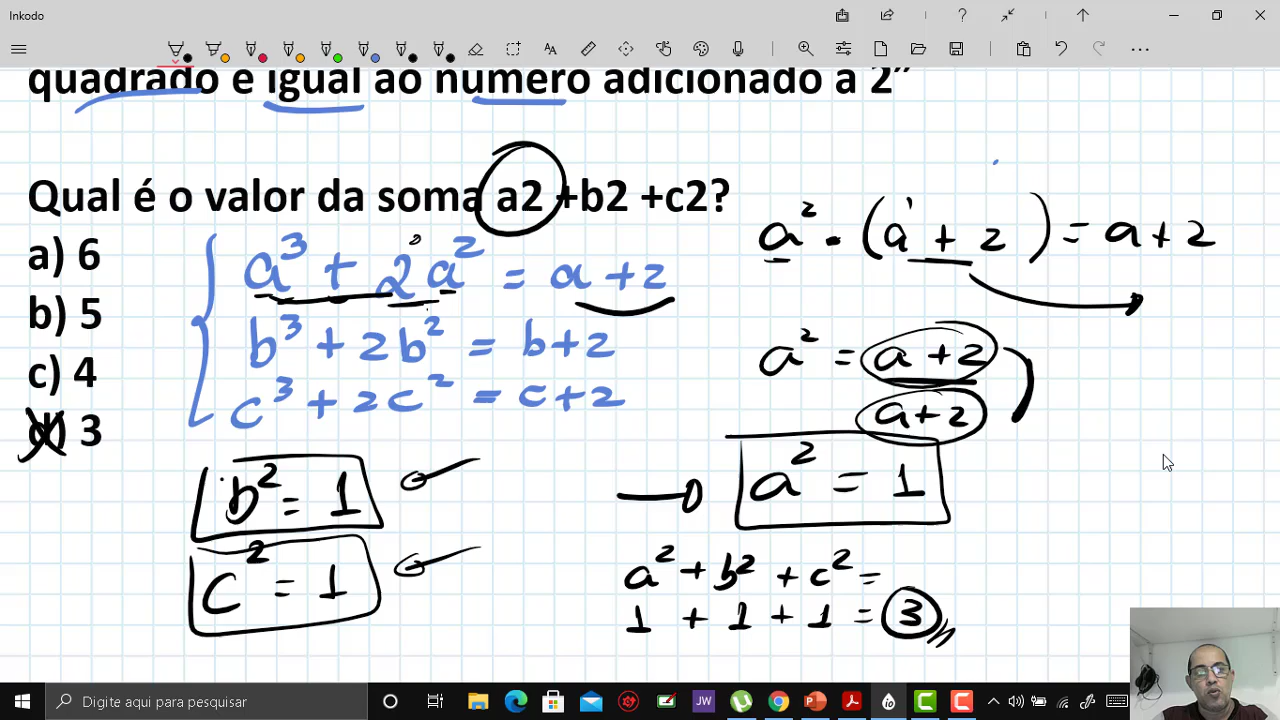 Inkodo
quadrado e igual ao número adicionado a 2”
Qual é o valor da soma a2 +b2 +c2?
a) 6
b) 5
c) 4
d) 3
a³ + 2a² = a + 2
b³ + 2b² = b + 2
c³ + 2c² = c + 2
b² = 1
c² = 1
a² · (a¹ + 2) = a + 2
a² = a + 2
a + 2
a² = 1
a² + b² + c² =
1 + 1 + 1 = 3
Digite aqui para pesquisar
JW